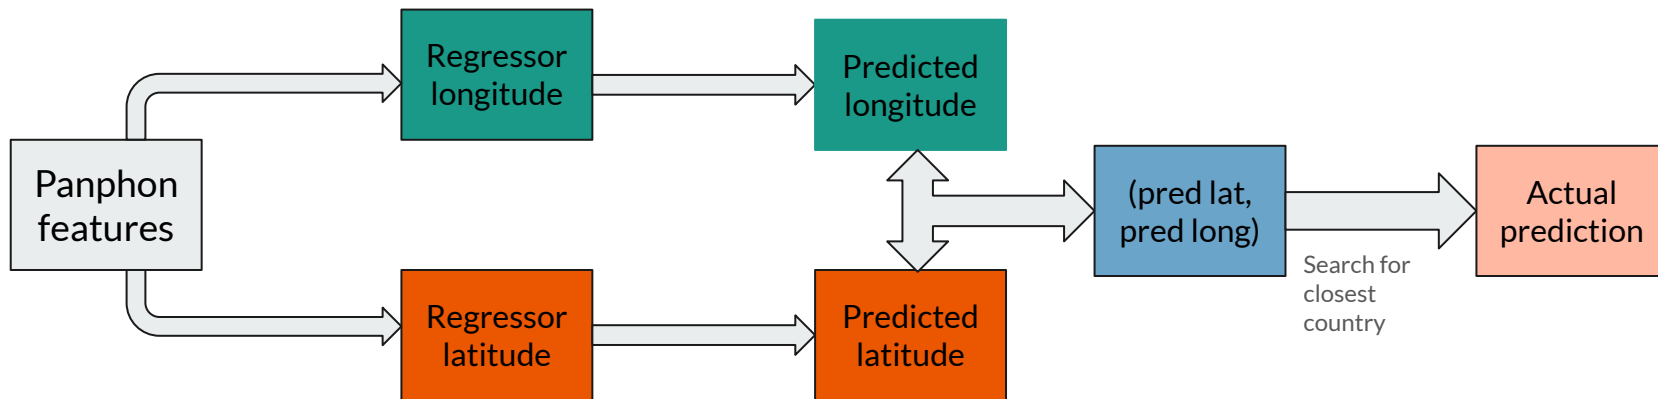 Panphon
features
Regressor
longitude
Predicted
longitude
Regressor
latitude
Predicted
latitude
(pred lat,
pred long)
Search for
closest
country
Actual
prediction